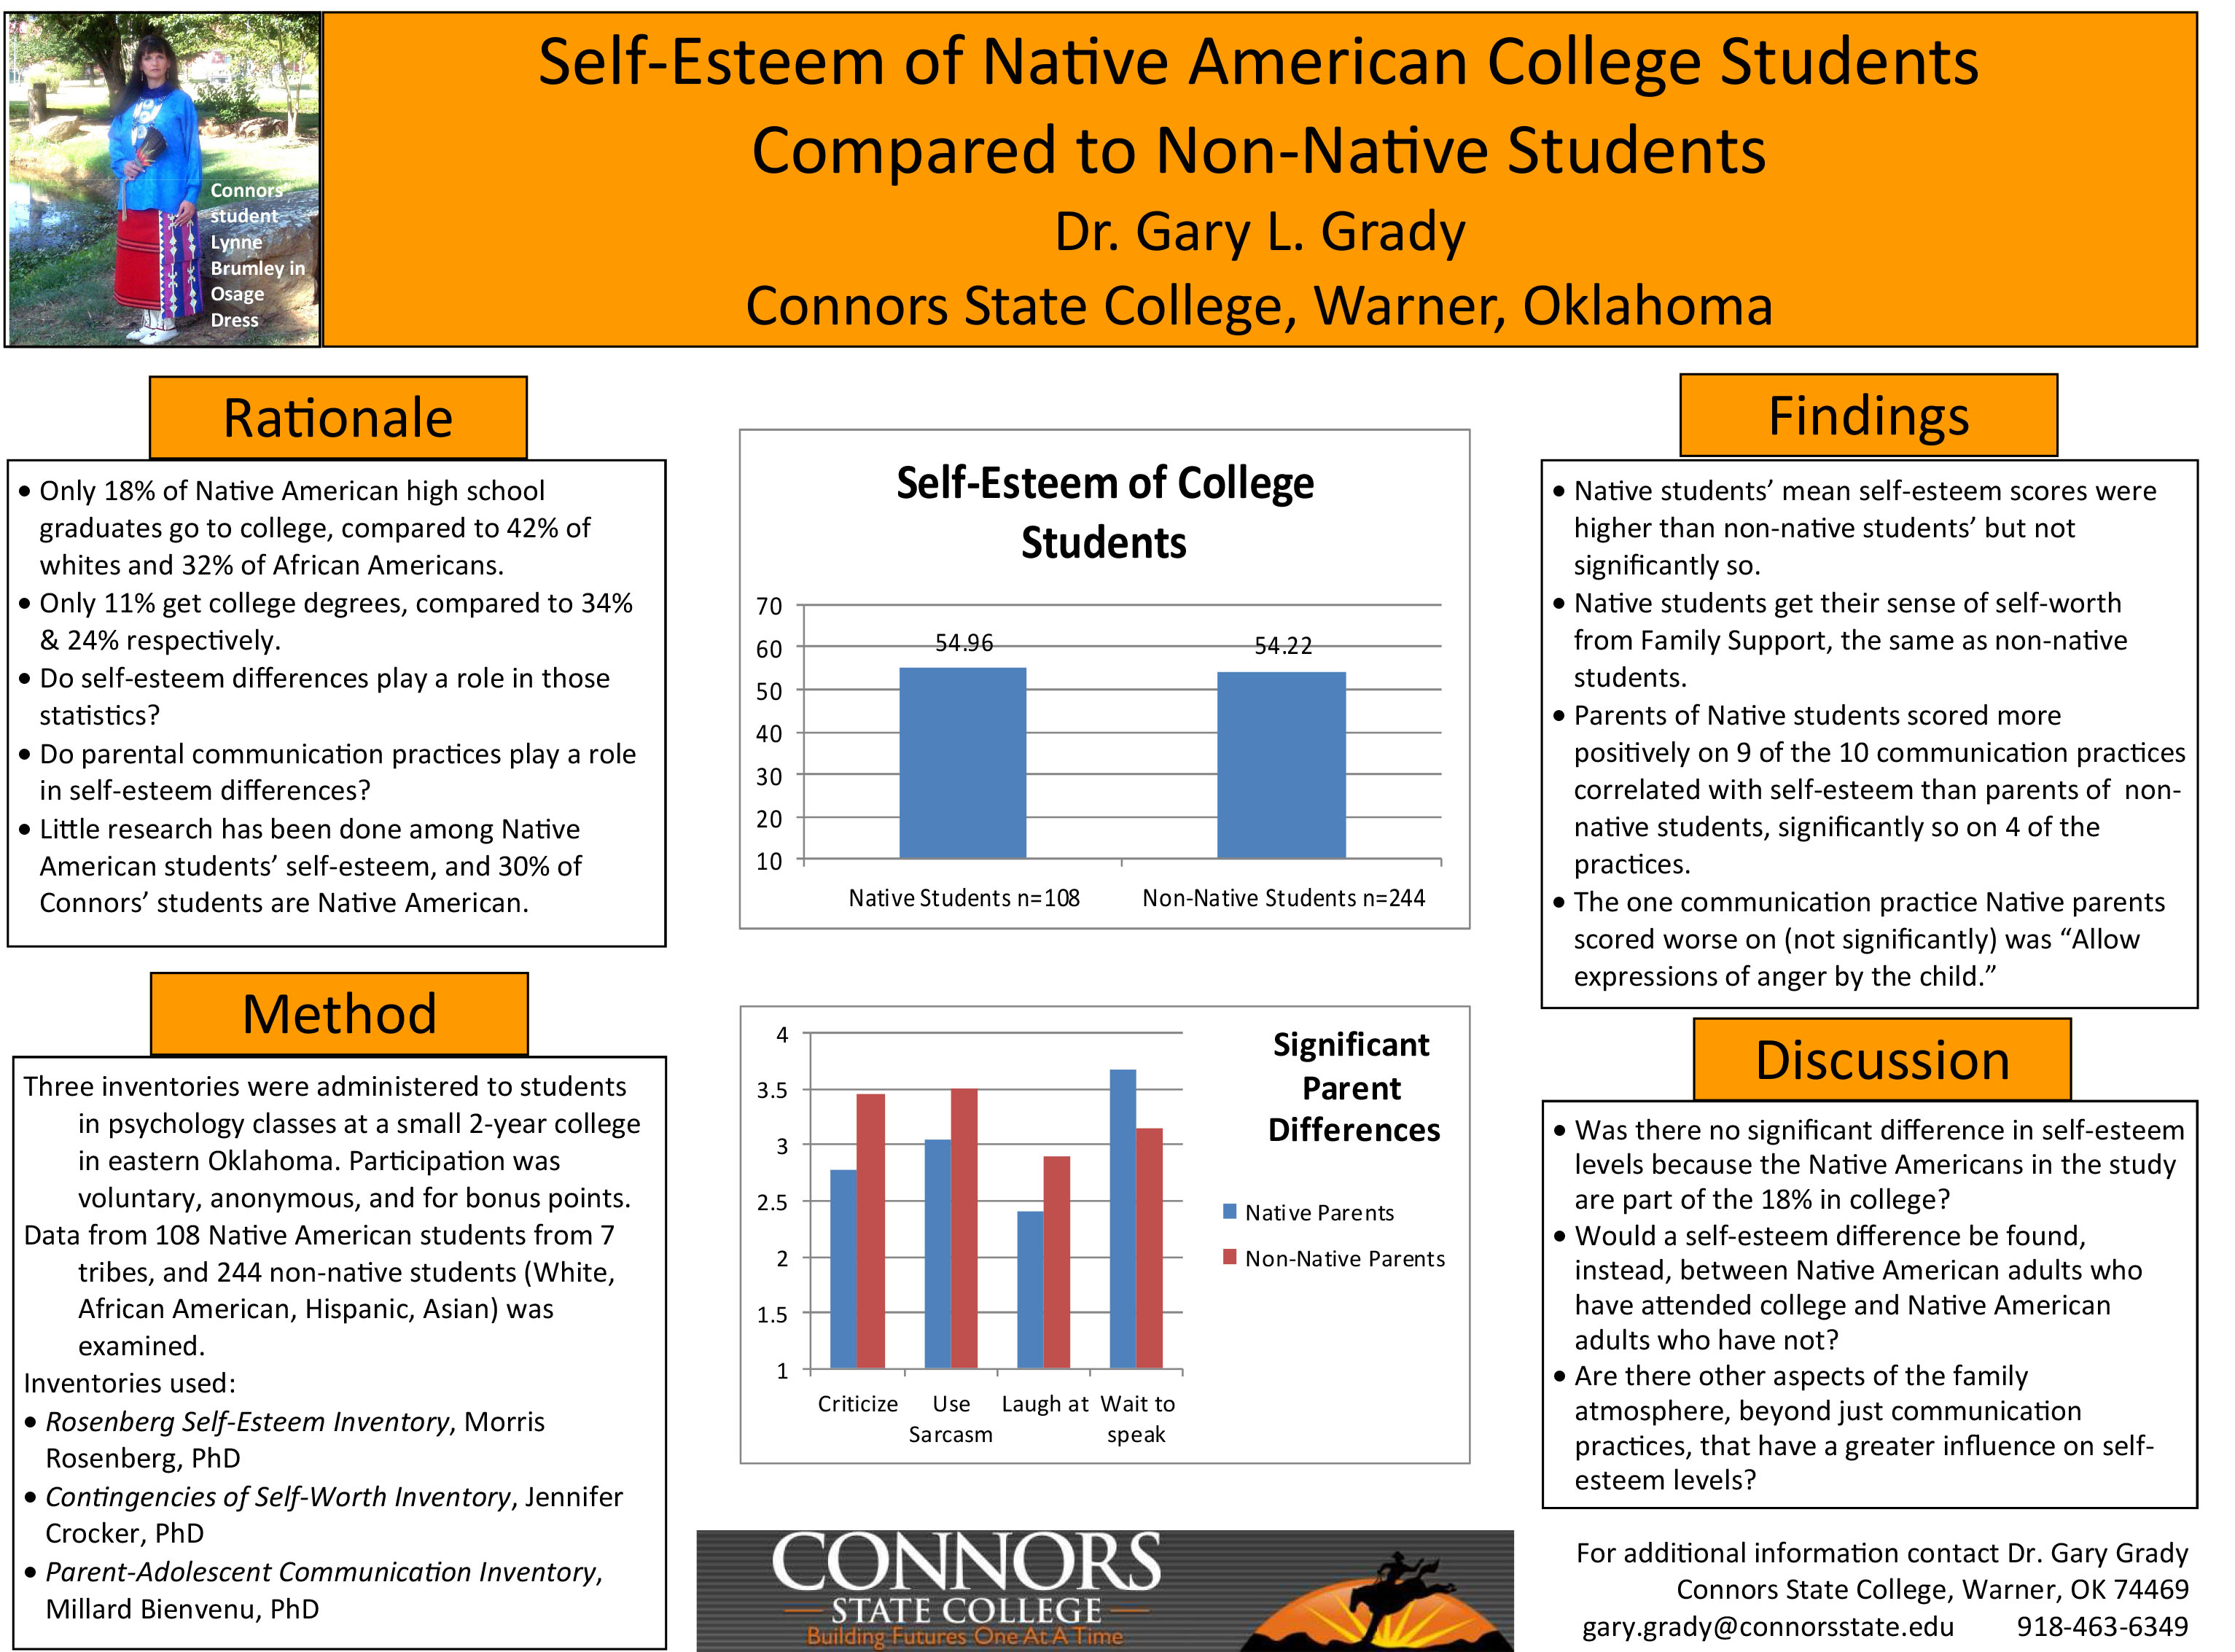 Connors
student
Lynne
Brumley in
Osage
Dress
Self-Esteem of Native American College Students
Compared to Non-Native Students
Dr. Gary L. Grady
Connors State College, Warner, Oklahoma
Rationale
• Only 18% of Native American high school
graduates go to college, compared to 42% of
whites and 32% of African Americans.
• Only 11% get college degrees, compared to 34%
& 24% respectively.
• Do self-esteem differences play a role in those
statistics?
• Do parental communication practices play a role
in self-esteem differences?
• Little research has been done among Native
American students’ self-esteem, and 30% of
Connors’ students are Native American.
Method
Three inventories were administered to students
in psychology classes at a small 2-year college
in eastern Oklahoma. Participation was
voluntary, anonymous, and for bonus points.
Data from 108 Native American students from 7
tribes, and 244 non-native students (White,
African American, Hispanic, Asian) was
examined.
Inventories used:
• Rosenberg Self-Esteem Inventory, Morris
Rosenberg, PhD
• Contingencies of Self-Worth Inventory, Jennifer
Crocker, PhD
• Parent-Adolescent Communication Inventory,
Millard Bienvenu, PhD
Self-Esteem of College
Students
70
60
50
40
30
20
10
54.96
54.22
Native Students n=108
Non-Native Students n=244
Significant
Parent
Differences
4
3.5
3
2.5
2
1.5
1
Criticize
Use
Sarcasm
Laugh at
Wait to
speak
Native Parents
Non-Native Parents
CONNORS
STATE COLLEGE
Building Futures One At A Time
Findings
• Native students’ mean self-esteem scores were
higher than non-native students’ but not
significantly so.
• Native students get their sense of self-worth
from Family Support, the same as non-native
students.
• Parents of Native students scored more
positively on 9 of the 10 communication practices
correlated with self-esteem than parents of non-
native students, significantly so on 4 of the
practices.
• The one communication practice Native parents
scored worse on (not significantly) was “Allow
expressions of anger by the child.”
Discussion
• Was there no significant difference in self-esteem
levels because the Native Americans in the study
are part of the 18% in college?
• Would a self-esteem difference be found,
instead, between Native American adults who
have attended college and Native American
adults who have not?
• Are there other aspects of the family
atmosphere, beyond just communication
practices, that have a greater influence on self-
esteem levels?
For additional information contact Dr. Gary Grady
Connors State College, Warner, OK 74469
gary.grady@connorsstate.edu 918-463-6349